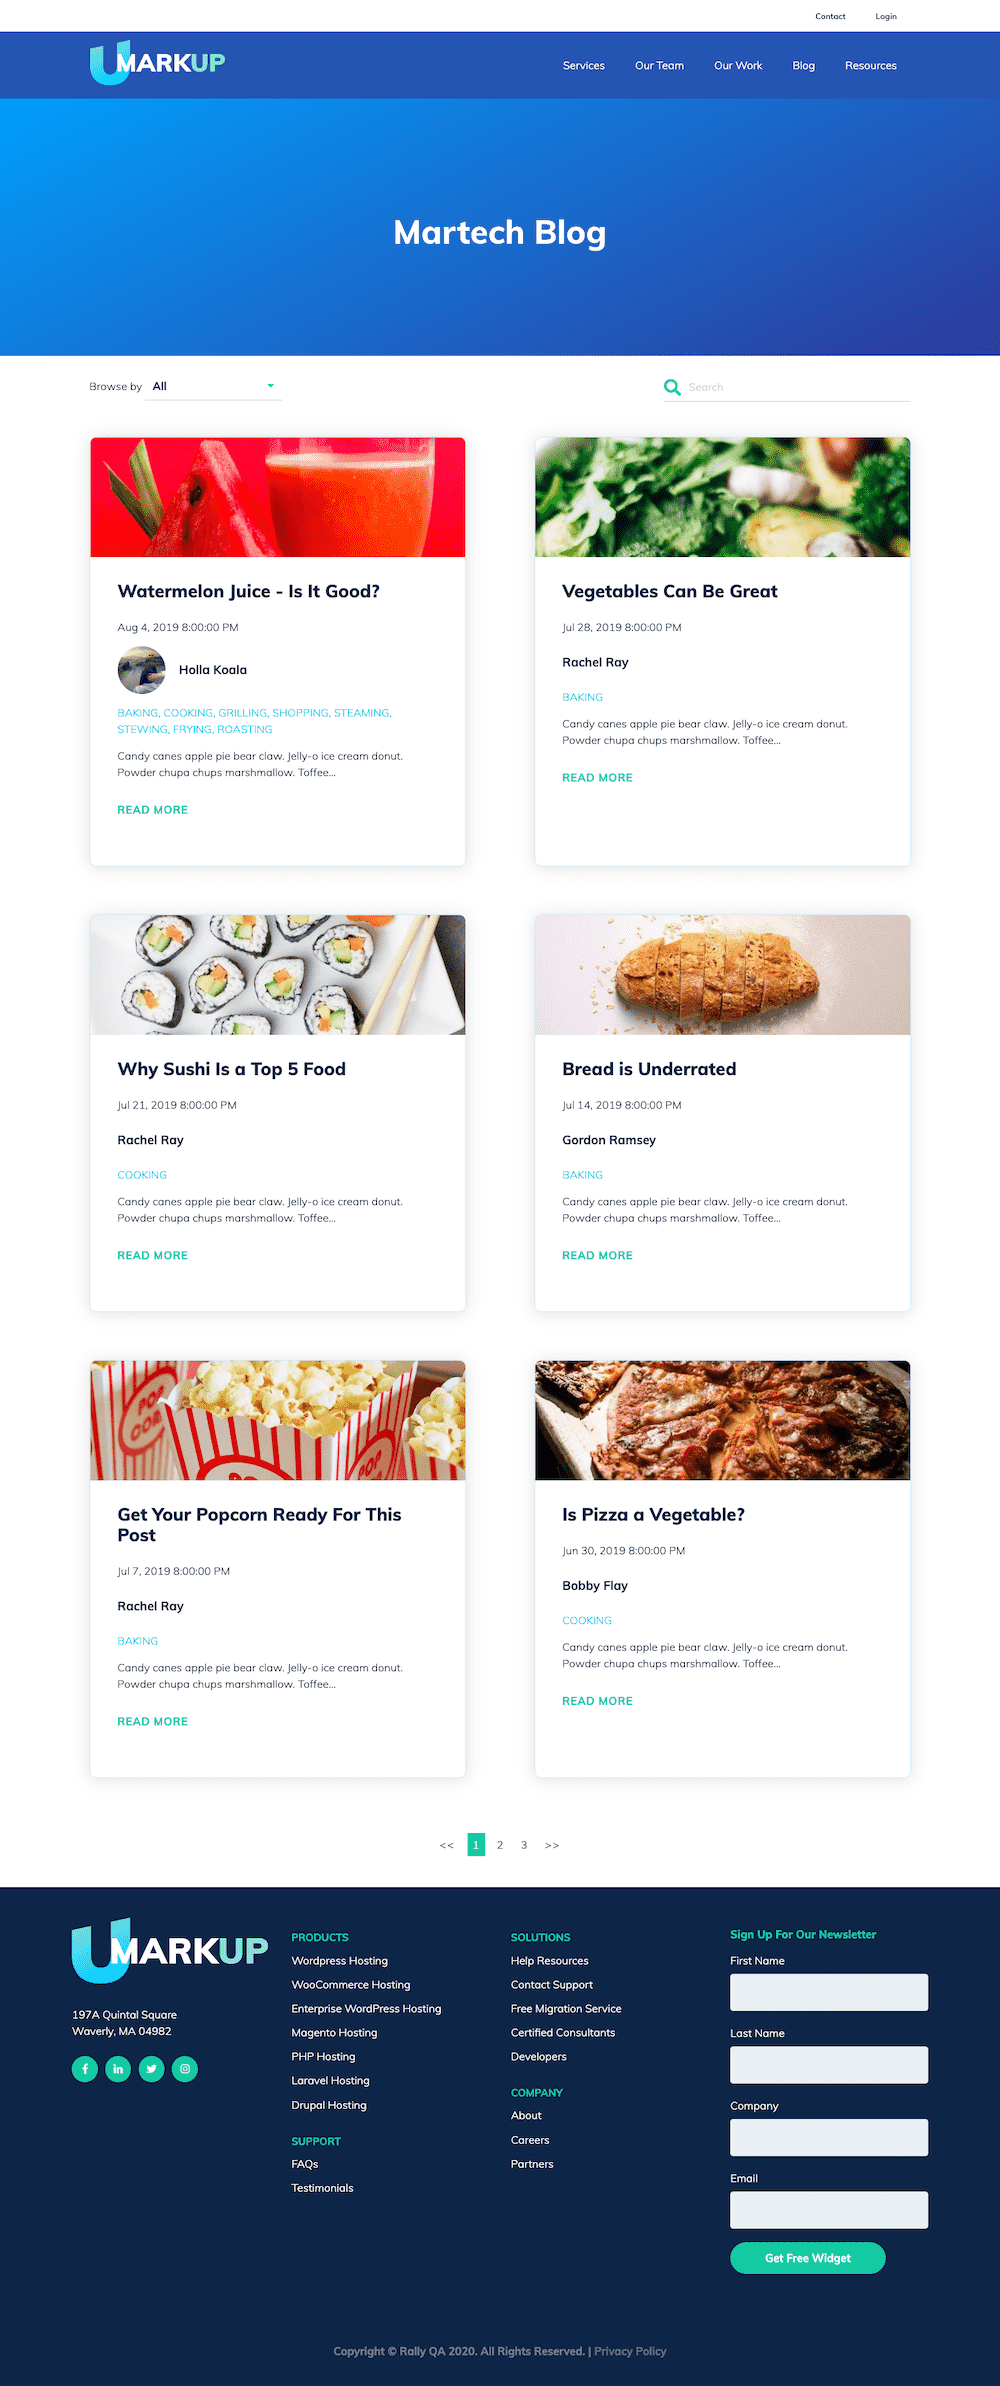 Contact Login
UMARKUP
Services Our Team Our Work Blog Resources
Martech Blog
Browse by All
Search
Watermelon Juice - Is It Good?
Aug 4, 2019 8:00:00 PM
Holla Koala
BAKING, COOKING, GRILLING, SHOPPING, STEAMING,
STEWING, FRYING, ROASTING
Candy canes apple pie bear claw. Jelly-o ice cream donut.
Powder chupa chups marshmallow. Toffee...
READ MORE
Vegetables Can Be Great
Jul 28, 2019 8:00:00 PM
Rachel Ray
BAKING
Candy canes apple pie bear claw. Jelly-o ice cream donut.
Powder chupa chups marshmallow. Toffee...
READ MORE
Why Sushi Is a Top 5 Food
Jul 21, 2019 8:00:00 PM
Rachel Ray
COOKING
Candy canes apple pie bear claw. Jelly-o ice cream donut.
Powder chupa chups marshmallow. Toffee...
READ MORE
Bread is Underrated
Jul 14, 2019 8:00:00 PM
Gordon Ramsey
BAKING
Candy canes apple pie bear claw. Jelly-o ice cream donut.
Powder chupa chups marshmallow. Toffee...
READ MORE
POP
POP
POP
Get Your Popcorn Ready For This
Post
Jul 7, 2019 8:00:00 PM
Rachel Ray
BAKING
Candy canes apple pie bear claw. Jelly-o ice cream donut.
Powder chupa chups marshmallow. Toffee...
READ MORE
Is Pizza a Vegetable?
Jun 30, 2019 8:00:00 PM
Bobby Flay
COOKING
Candy canes apple pie bear claw. Jelly-o ice cream donut.
Powder chupa chups marshmallow. Toffee...
READ MORE
<< 1 2 3 >>
UMARKUP
197A Quintal Square
Waverly, MA 04982
PRODUCTS
Wordpress Hosting
WooCommerce Hosting
Enterprise WordPress Hosting
Magento Hosting
PHP Hosting
Laravel Hosting
Drupal Hosting
SUPPORT
FAQs
Testimonials
SOLUTIONS
Help Resources
Contact Support
Free Migration Service
Certified Consultants
Developers
COMPANY
About
Careers
Partners
Sign Up For Our Newsletter
First Name
Last Name
Company
Email
Get Free Widget
Copyright © Rally QA 2020. All Rights Reserved. | Privacy Policy